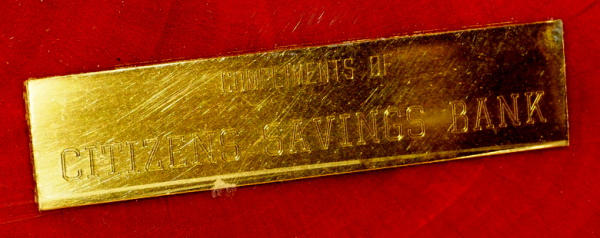 COMPLIMENTS OF
CITIZENS SAVINGS BANK